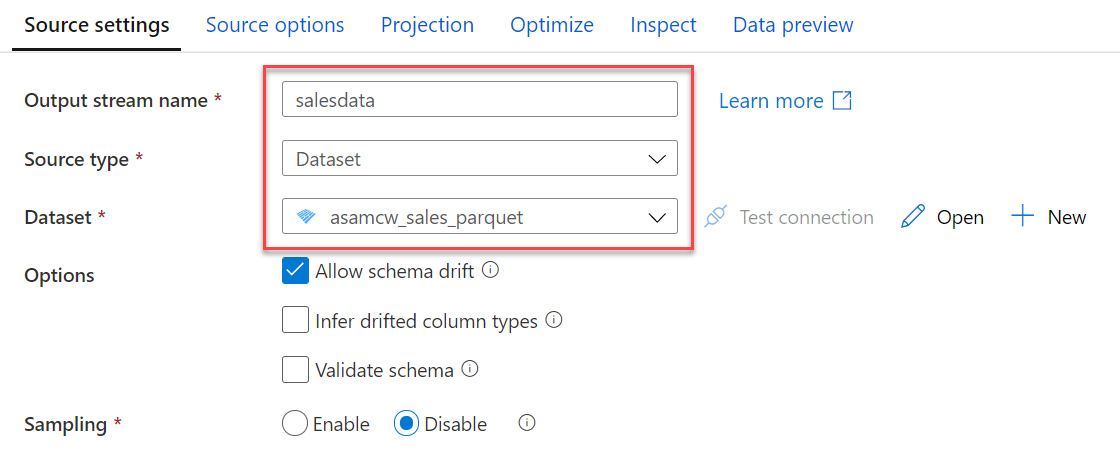 Source settings Source options Projection Optimize Inspect Data preview
Output stream name * salesdata Learn more
Source type * Dataset
Dataset * asamcw_sales_parquet Test connection Open New
Options Allow schema drift
Infer drifted column types
Validate schema
Sampling * Enable Disable